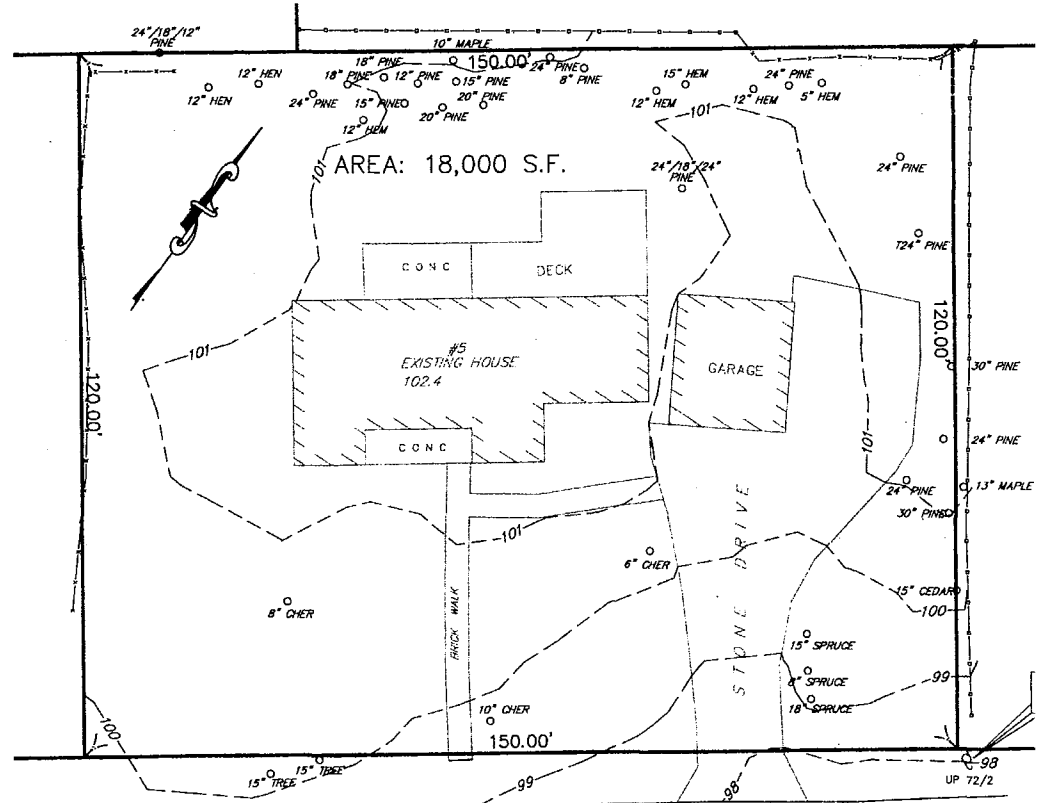 24"/18"/12"
PINE
10" MAPLE
18" PINE
150.00'
24" PINE
8" PINE
12" HEN
12" HEN
18" PINE
12" PINE
15" PINE
24" PINE
15" PINE
20" PINE
20" PINE
12" HEM
15" HEM
12" HEM
24" PINE
12" HEM
5" HEM
101
101
AREA: 18,000 S.F.
24"/18"/24"
PINE
24" PINE
T24" PINE
CONC
DECK
101
#5
EXISTING HOUSE
102.4
GARAGE
120.00'
30" PINE
120.00'
CONC
101
24" PINE
24" PINE
13" MAPLE
30" PINE
101
6" CHER
STONE DRIVE
8" CHER
BRICK WALK
15" CEDAR
100
15" SPRUCE
8" SPRUCE
99
18" SPRUCE
100
10" CHER
150.00'
15" TREE
15" TREE
99
98
98
UP 72/2